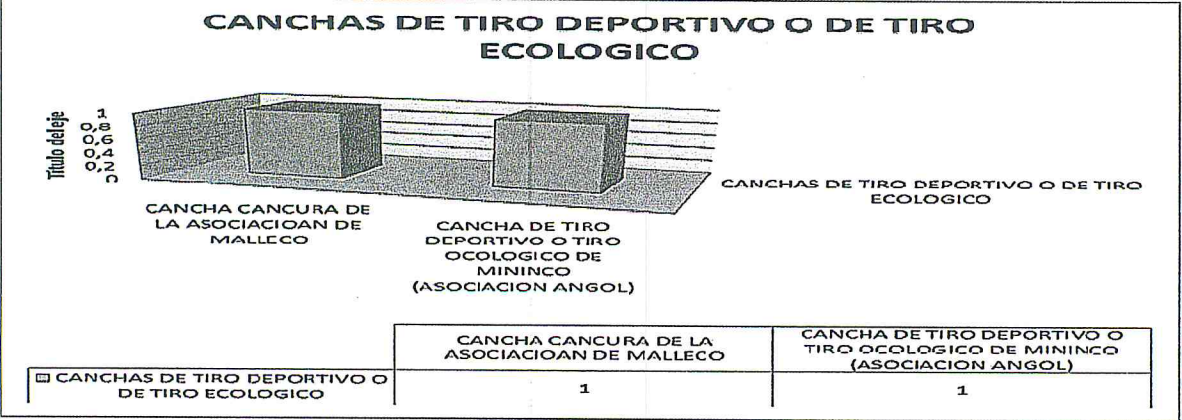 CANCHAS DE TIRO DEPORTIVO O DE TIRO
ECOLOGICO
Título del eje
1
0,8
0,6
0,4
0,2
0
CANCHA CANCURA DE
LA ASOCIACIOAN DE
MALLECO
CANCHA DE TIRO
DEPORTIVO O TIRO
OCOLOGICO DE
MININCO
(ASOCIACION ANGOL)
CANCHAS DE TIRO DEPORTIVO O DE TIRO
ECOLOGICO
CANCHA CANCURA DE LA
ASOCIACIOAN DE MALLECO
CANCHA DE TIRO DEPORTIVO O
TIRO OCOLOGICO DE MININCO
(ASOCIACION ANGOL)
CANCHAS DE TIRO DEPORTIVO O
DE TIRO ECOLOGICO
1
1